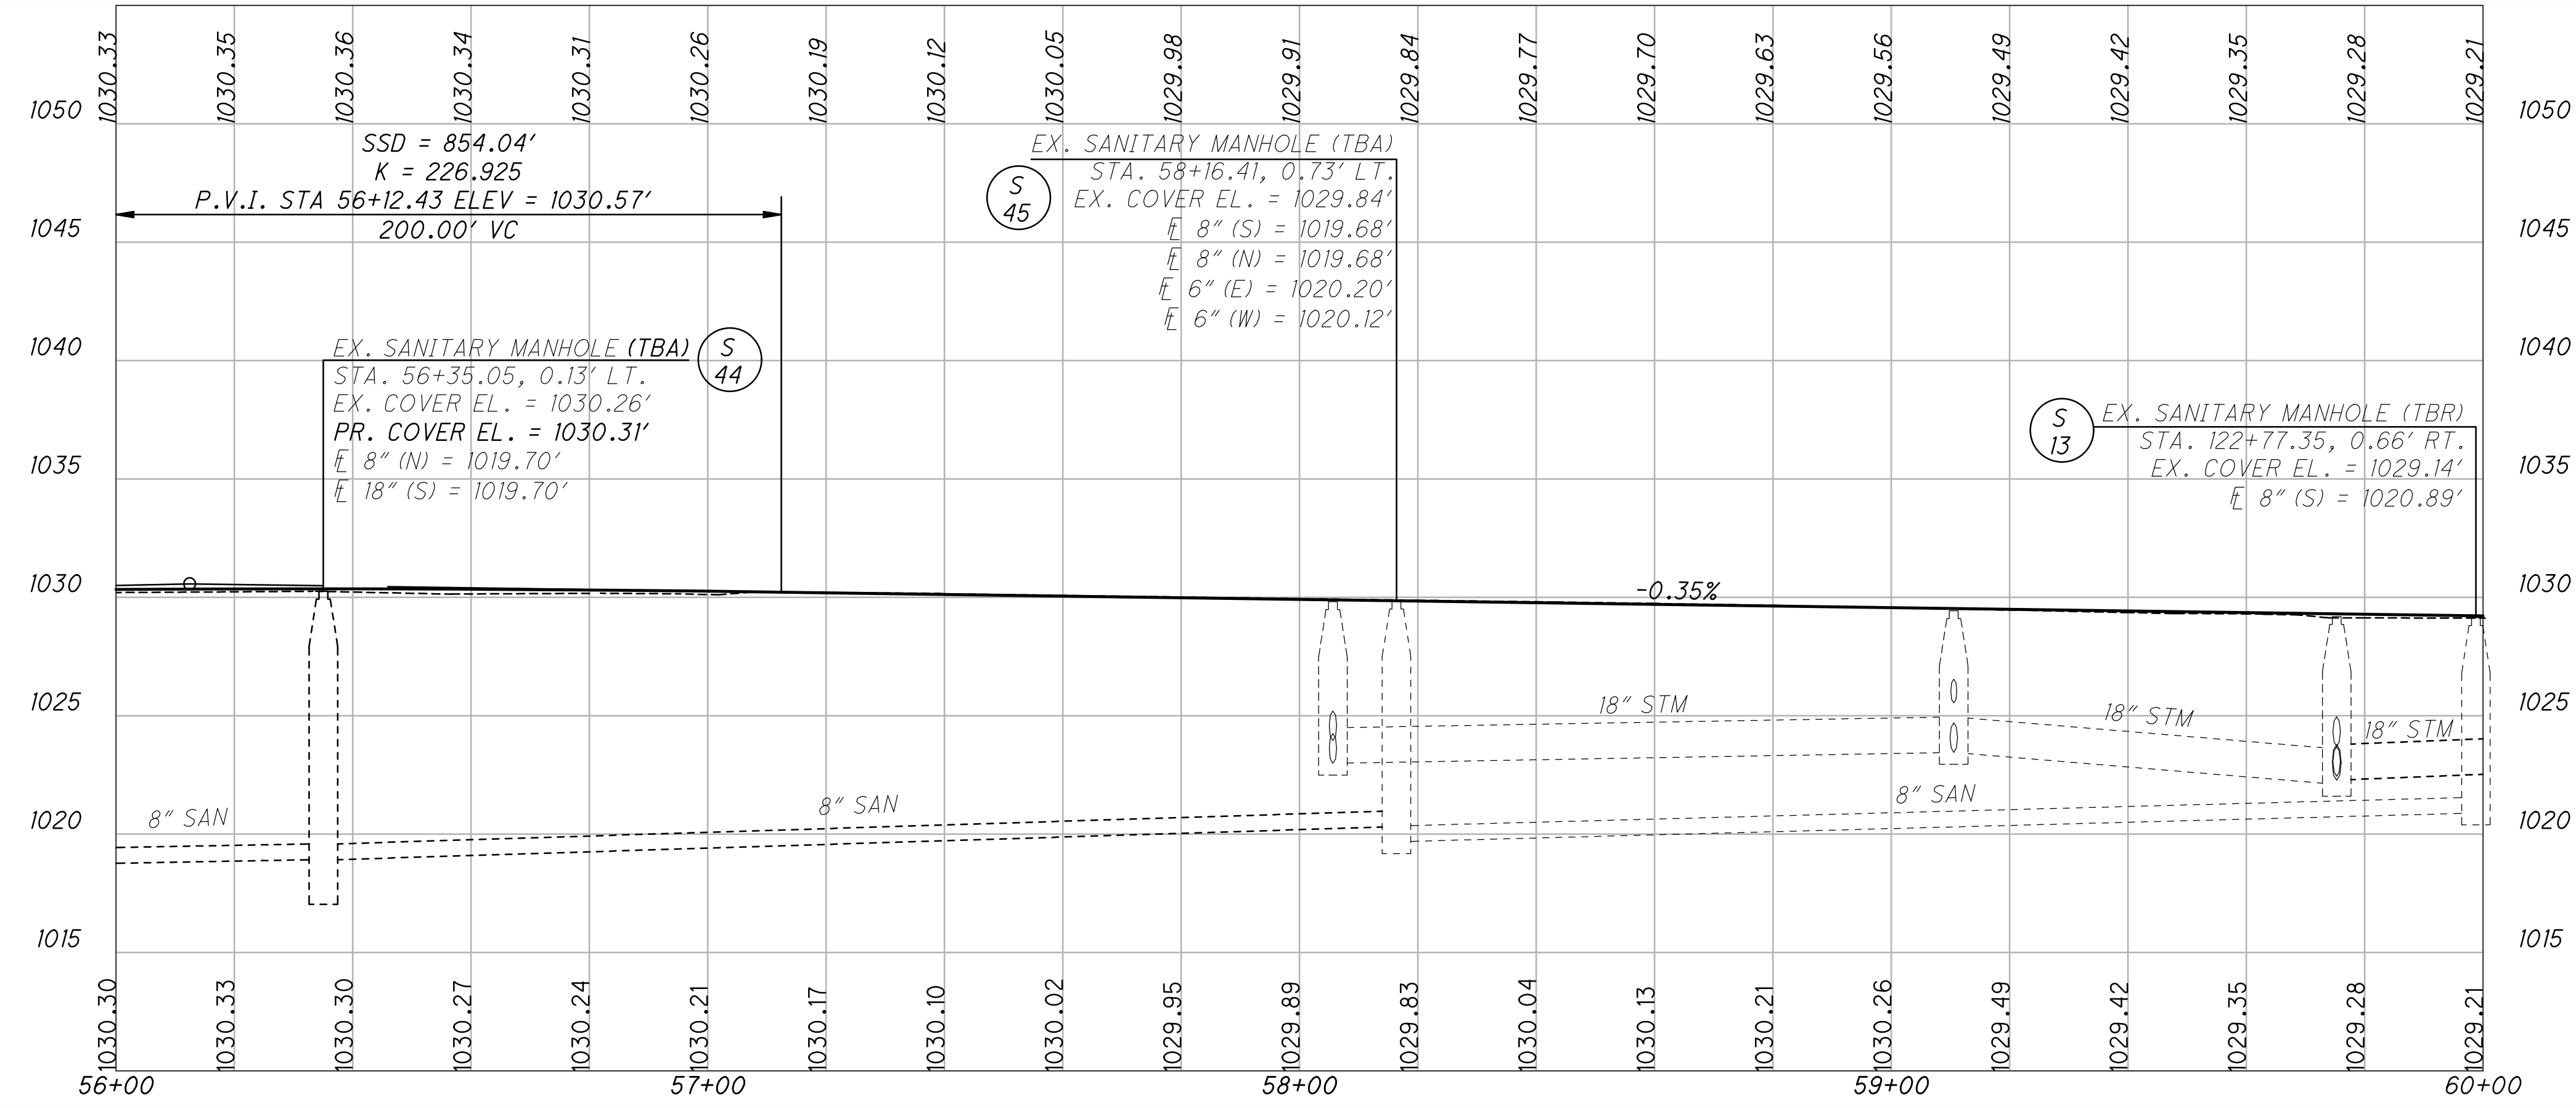 1030.33 1030.35 1030.36 1030.34 1030.31 1030.26 1030.19 1030.12 1030.05 1029.98 1029.91 1029.84 1029.77 1029.70 1029.63 1029.56 1029.49 1029.42 1029.35 1029.28 1029.21
1050 1050
SSD = 854.04'
K = 226.925
P.V.I. STA 56+12.43 ELEV = 1030.57'
200.00' VC
EX. SANITARY MANHOLE (TBA)
STA. 58+16.41, 0.73' LT.
EX. COVER EL. = 1029.84'
FL 8" (S) = 1019.68'
FL 8" (N) = 1019.68'
FL 6" (E) = 1020.20'
FL 6" (W) = 1020.12'
S
45
1045 1045
1040 1040
EX. SANITARY MANHOLE (TBA)
STA. 56+35.05, 0.13' LT.
EX. COVER EL. = 1030.26'
PR. COVER EL. = 1030.31'
FL 8" (N) = 1019.70'
FL 18" (S) = 1019.70'
S
44
S
13
EX. SANITARY MANHOLE (TBR)
STA. 122+77.35, 0.66' RT.
EX. COVER EL. = 1029.14'
FL 8" (S) = 1020.89'
1035 1035
1030 1030
-0.35%
1025 1025
18" STM
18" STM
18" STM
8" SAN
8" SAN
8" SAN
1020 1020
1015 1015
1030.30 1030.33 1030.30 1030.27 1030.24 1030.21 1030.17 1030.10 1030.02 1029.95 1029.89 1029.83 1030.04 1030.13 1030.21 1030.26 1029.49 1029.42 1029.35 1029.28 1029.21
56+00 57+00 58+00 59+00 60+00